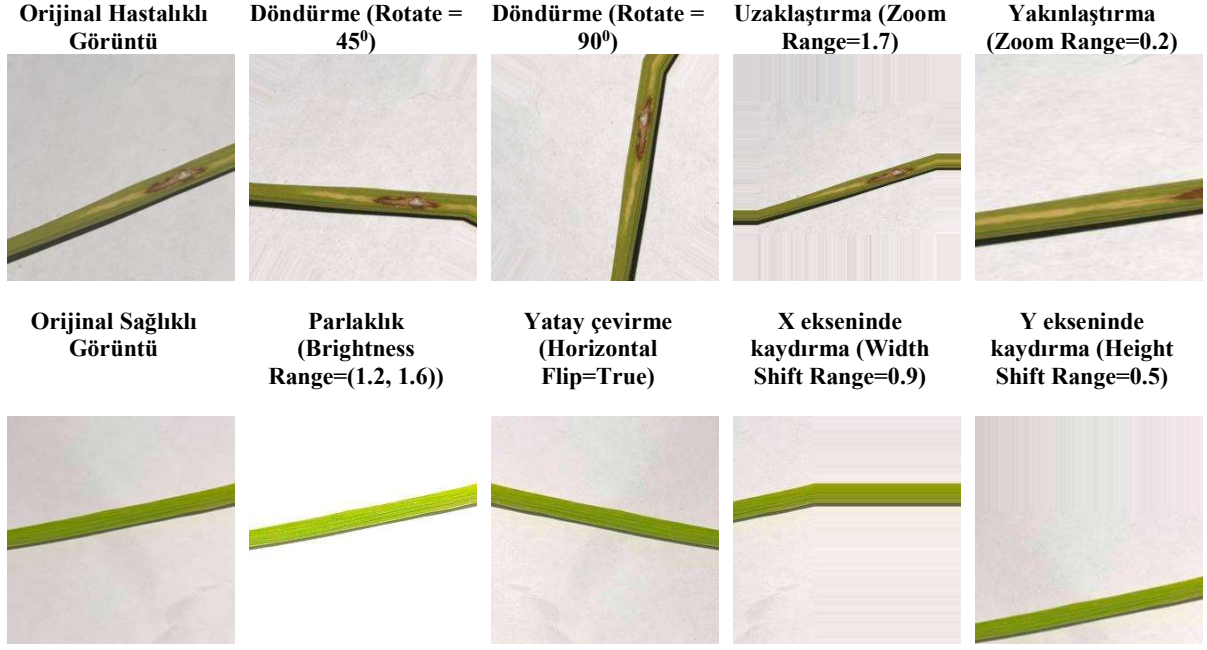 Orijinal Hastalıklı
Görüntü
Döndürme (Rotate =
45⁰)
Döndürme (Rotate =
90⁰)
Uzaklaştırma (Zoom
Range=1.7)
Yakınlaştırma
(Zoom Range=0.2)
Orijinal Sağlıklı
Görüntü
Parlaklık
(Brightness
Range=(1.2, 1.6))
Yatay çevirme
(Horizontal
Flip=True)
X ekseninde
kaydırma (Width
Shift Range=0.9)
Y ekseninde
kaydırma (Height
Shift Range=0.5)